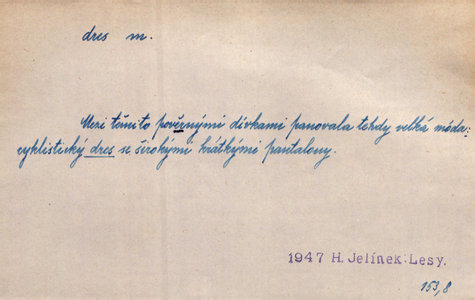 dres m.
Mezi těmito pověrnými dívkami panovala tehdy velká móda:
cyklistický dres se širokými krátkými pantalony.
1947 H. Jelínek: Lesy.
153,8